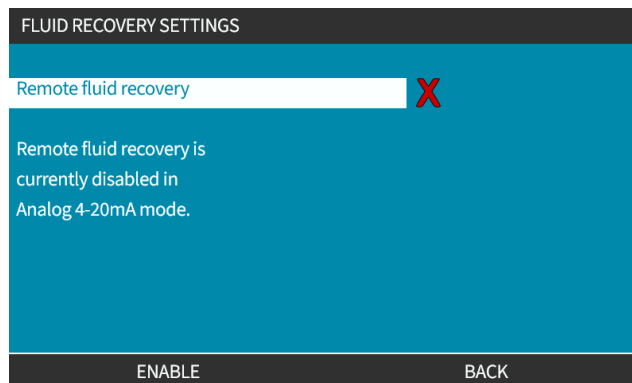 FLUID RECOVERY SETTINGS
Remote fluid recovery
Remote fluid recovery is
currently disabled in
Analog 4-20mA mode.
ENABLE BACK